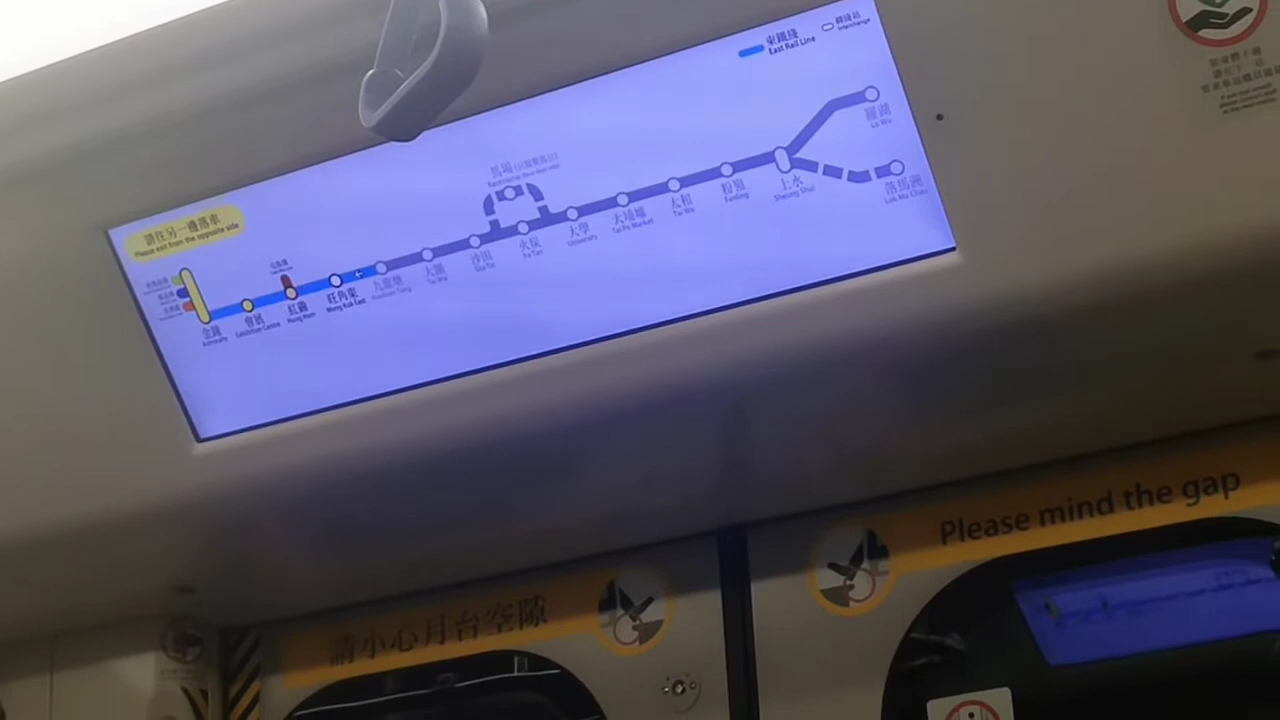 東鐵綫
East Rail Line
轉綫站
Interchange
請往另一邊落車
Please exit from the opposite side
金鐘
Admiralty
會展
Exhibition Centre
紅磡
Hung Hom
旺角東
Mong Kok East
九龍塘
Kowloon Tong
大圍
Tai Wai
沙田
Sha Tin
火炭
Fo Tan
馬場
大學
University
大埔墟
Tai Po Market
太和
Tai Wo
粉嶺
Fanling
上水
Sheung Shui
羅湖
Lo Wu
落馬洲
Lok Ma Chau
請小心月台空隙
Please mind the gap